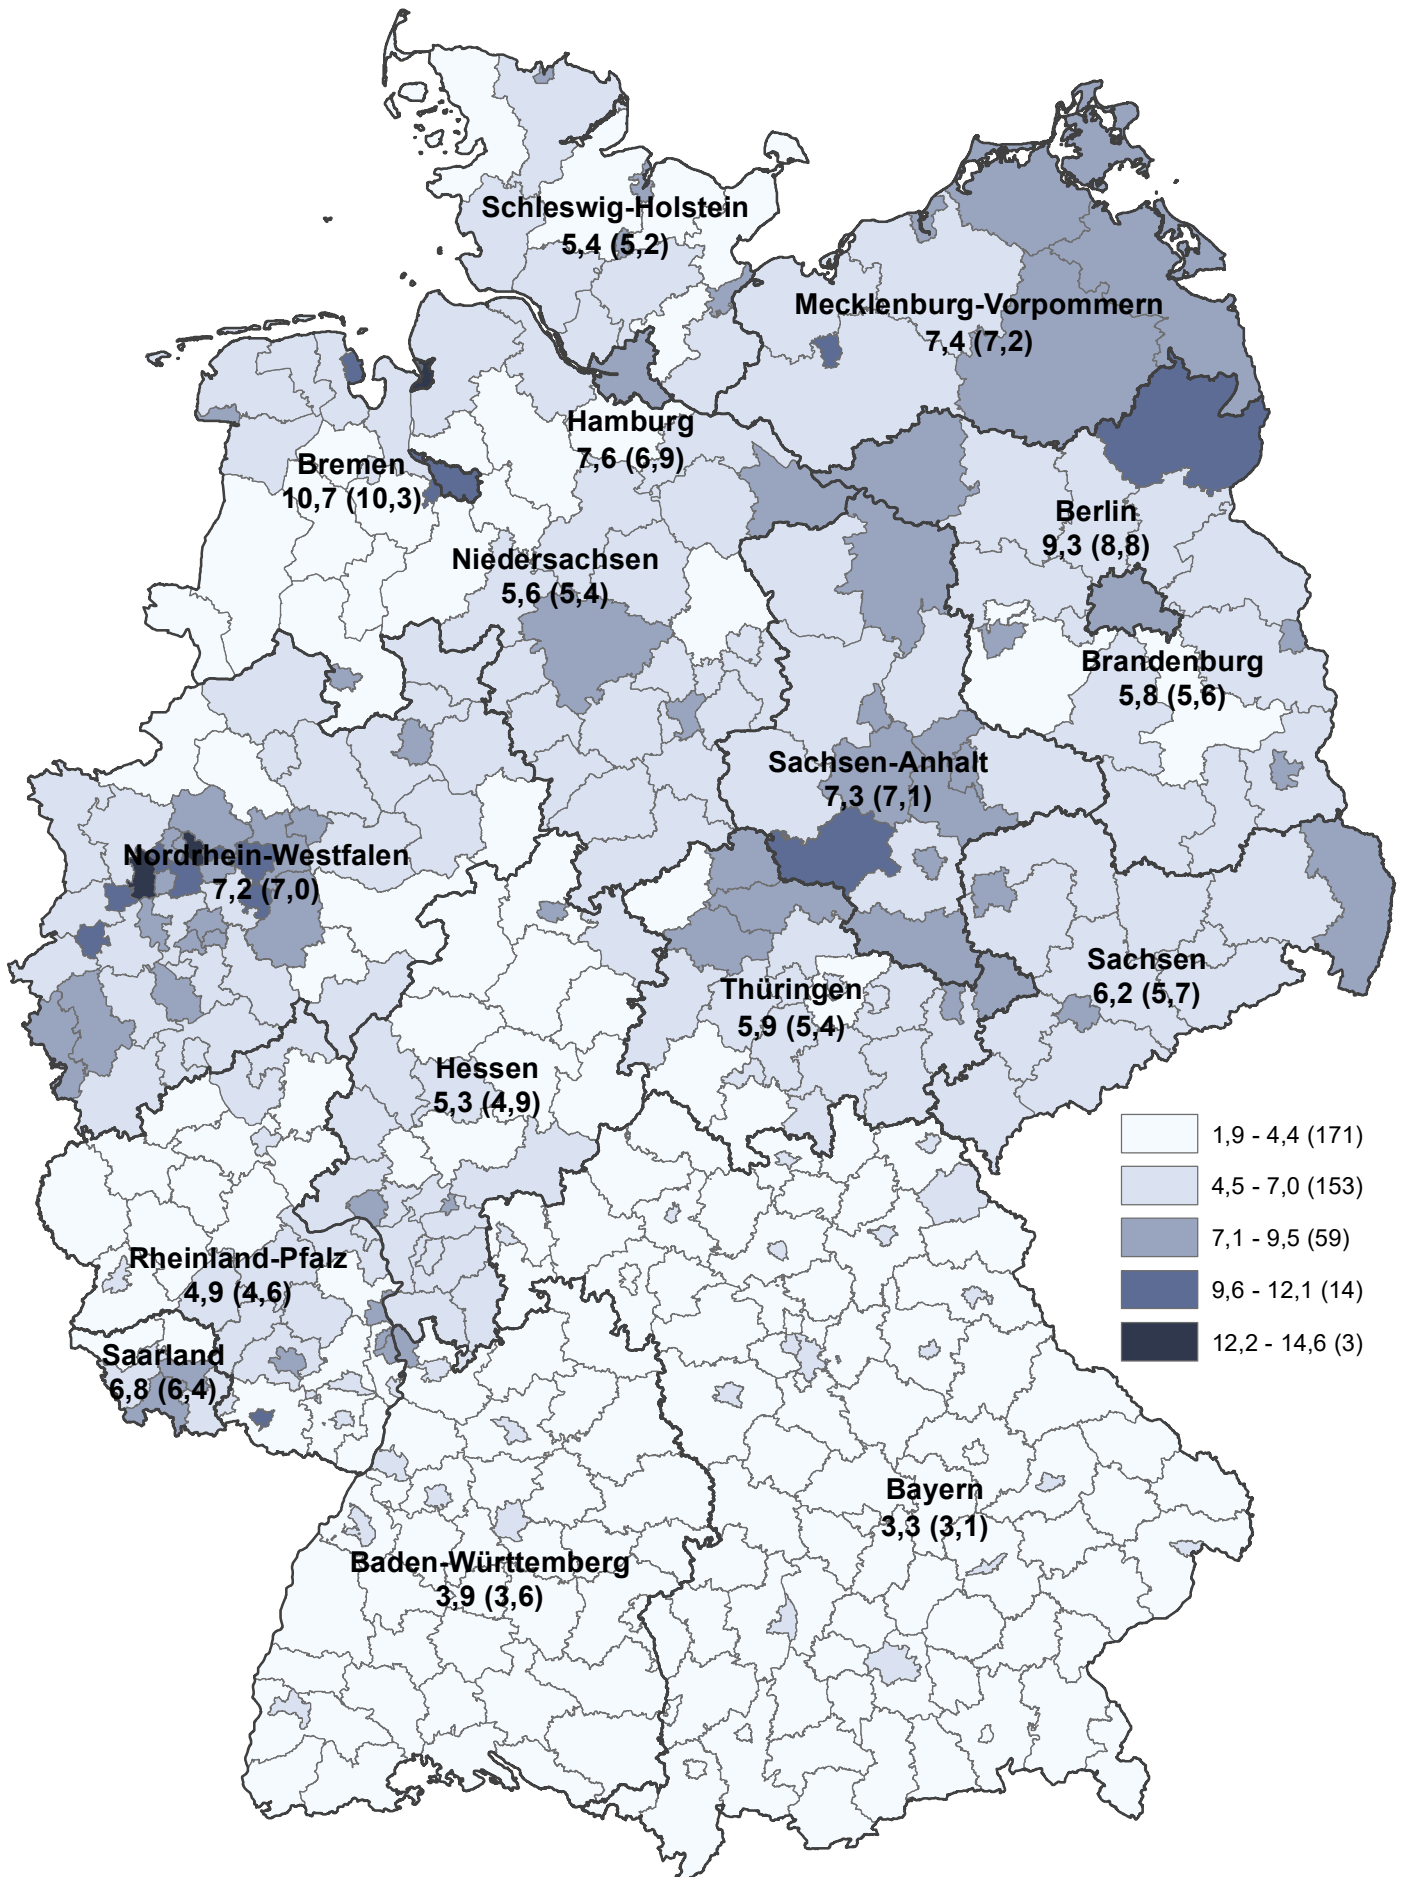 Schleswig-Holstein
5,4 (5,2)
Mecklenburg-Vorpommern
7,4 (7,2)
Hamburg
7,6 (6,9)
Bremen
10,7 (10,3)
Berlin
9,3 (8,8)
Niedersachsen
5,6 (5,4)
Brandenburg
5,8 (5,6)
Sachsen-Anhalt
7,3 (7,1)
Nordrhein-Westfalen
7,2 (7,0)
Sachsen
6,2 (5,7)
Thüringen
5,9 (5,4)
Hessen
5,3 (4,9)
1,9 - 4,4 (171)
4,5 - 7,0 (153)
7,1 - 9,5 (59)
9,6 - 12,1 (14)
12,2 - 14,6 (3)
Rheinland-Pfalz
4,9 (4,6)
Saarland
6,8 (6,4)
Bayern
3,3 (3,1)
Baden-Württemberg
3,9 (3,6)